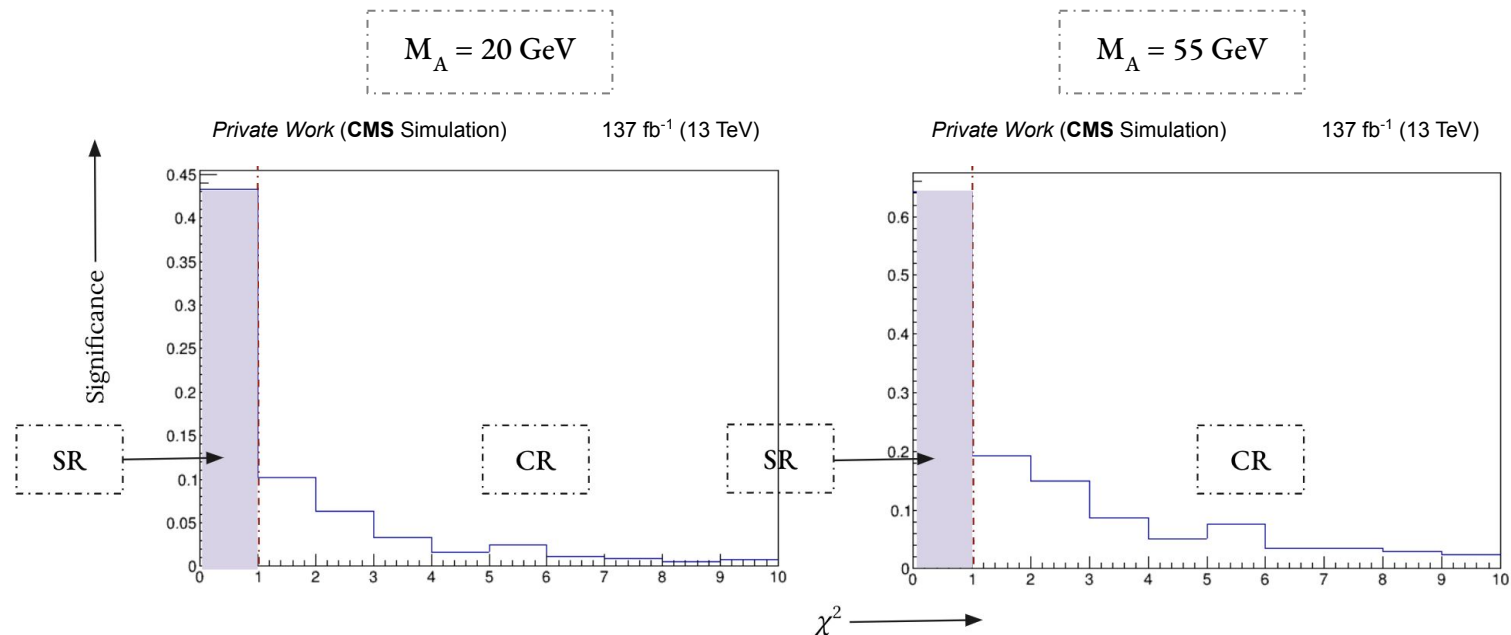 M_A = 20 GeV
Private Work (CMS Simulation) 137 fb⁻¹ (13 TeV)
Significance
0.45
0.4
0.35
0.3
0.25
0.2
0.15
0.1
0.05
0
0 1 2 3 4 5 6 7 8 9 10
SR
CR
M_A = 55 GeV
Private Work (CMS Simulation) 137 fb⁻¹ (13 TeV)
0.6
0.5
0.4
0.3
0.2
0.1
0
0 1 2 3 4 5 6 7 8 9 10
SR
CR
χ²